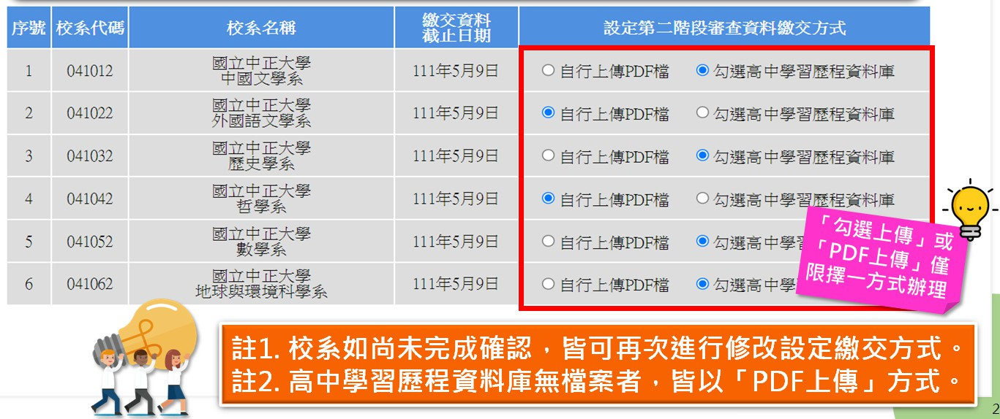 序號 校系代碼 校系名稱 繳交資料 設定第二階段審查資料繳交方式
截止日期
1 041012 國立中正大學 111年5月9日 自行上傳PDF檔 勾選高中學習歷程資料庫
中國文學系
2 041022 國立中正大學 111年5月9日 自行上傳PDF檔 勾選高中學習歷程資料庫
外國語文學系
3 041032 國立中正大學 111年5月9日 自行上傳PDF檔 勾選高中學習歷程資料庫
歷史學系
4 041042 國立中正大學 111年5月9日 自行上傳PDF檔 勾選高中學習歷程資料庫
哲學系
5 041052 國立中正大學 111年5月9日 自行上傳PDF檔 勾選高中學
數學系
6 041062 國立中正大學 111年5月9日 自行上傳PDF檔 勾選高中學
地球與環境科學系
「勾選上傳」或
「PDF上傳」僅
限擇一方式辦理
註1. 校系如尚未完成確認，皆可再次進行修改設定繳交方式。
註2. 高中學習歷程資料庫無檔案者，皆以「PDF上傳」方式。
2